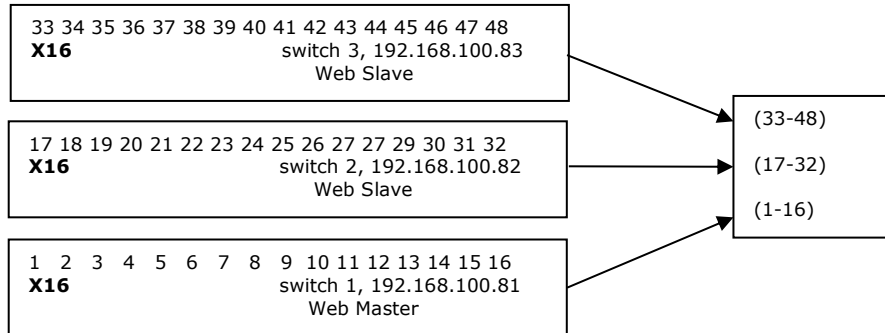 33 34 35 36 37 38 39 40 41 42 43 44 45 46 47 48
X16 switch 3, 192.168.100.83
Web Slave
(33-48)
17 18 19 20 21 22 23 24 25 26 27 27 29 30 31 32
X16 switch 2, 192.168.100.82
Web Slave
(17-32)
(1-16)
1 2 3 4 5 6 7 8 9 10 11 12 13 14 15 16
X16 switch 1, 192.168.100.81
Web Master